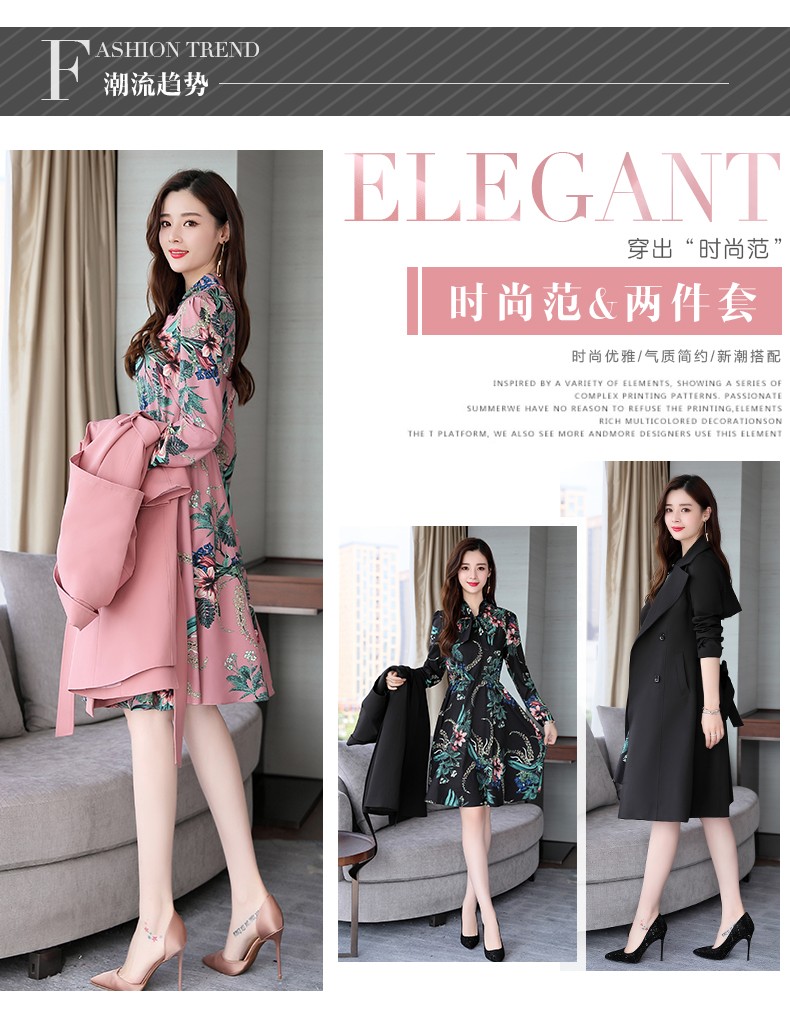 FASHION TREND
潮流趋势
ELEGANT
穿出“时尚范”
时尚范&两件套
时尚优雅/气质简约/新潮搭配
INSPIRED BY A VARIETY OF ELEMENTS, SHOWING A SERIES OF
COMPLEX PRINTING PATTERNS. PASSIONATE
SUMMERWE HAVE NO REASON TO REFUSE THE PRINTING,ELEMENTS
RICH MULTICOLORED DECORATIONSON
THE T PLATFORM, WE ALSO SEE MORE ANDMORE DESIGNERS USE THIS ELEMENT